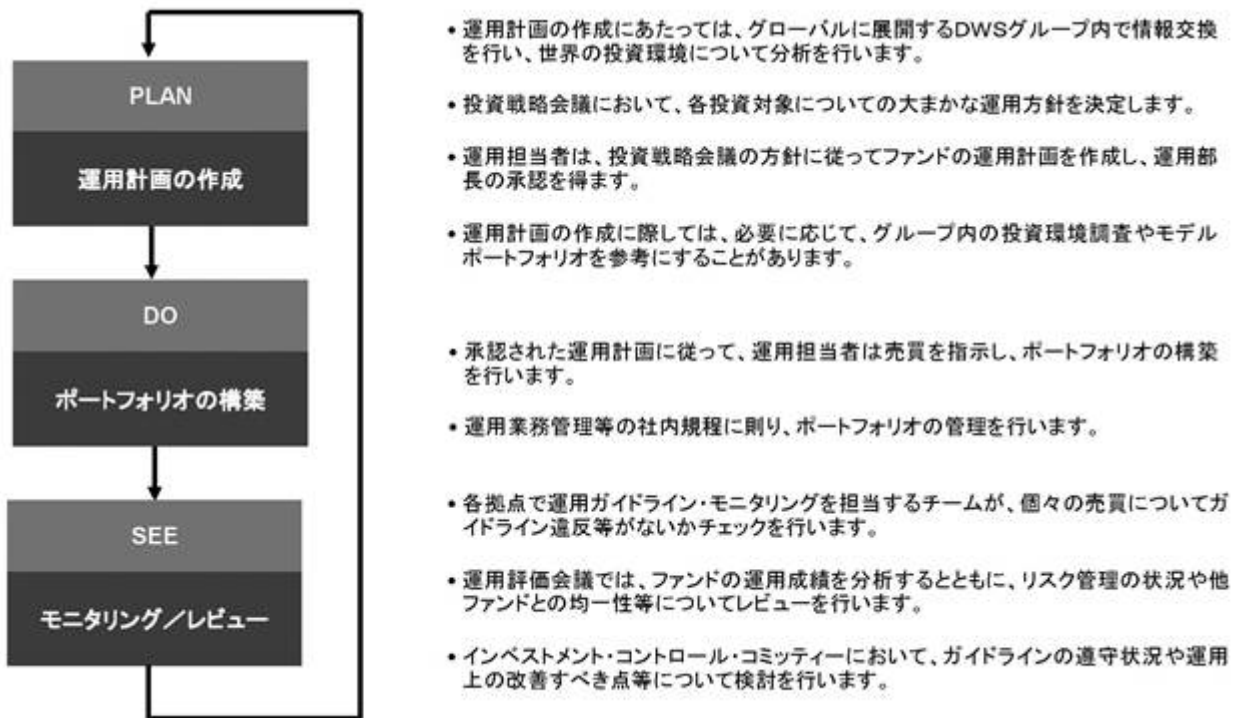 PLAN
運用計画の作成
• 運用計画の作成にあたっては、グローバルに展開するDWSグループ内で情報交換
を行い、世界の投資環境について分析を行います。
• 投資戦略会議において、各投資対象についての大まかな運用方針を決定します。
• 運用担当者は、投資戦略会議の方針に従ってファンドの運用計画を作成し、運用部
長の承認を得ます。
• 運用計画の作成に際しては、必要に応じて、グループ内の投資環境調査やモデル
ポートフォリオを参考にすることがあります。
DO
ポートフォリオの構築
• 承認された運用計画に従って、運用担当者は売買を指示し、ポートフォリオの構築
を行います。
• 運用業務管理等の社内規程に則り、ポートフォリオの管理を行います。
SEE
モニタリング／レビュー
• 各拠点で運用ガイドライン・モニタリングを担当するチームが、個々の売買についてガ
イドライン違反等がないかチェックを行います。
• 運用評価会議では、ファンドの運用成績を分析するとともに、リスク管理の状況や他
ファンドとの均一性等についてレビューを行います。
• インベストメント・コントロール・コミッティーにおいて、ガイドラインの遵守状況や運用
上の改善すべき点等について検討を行います。